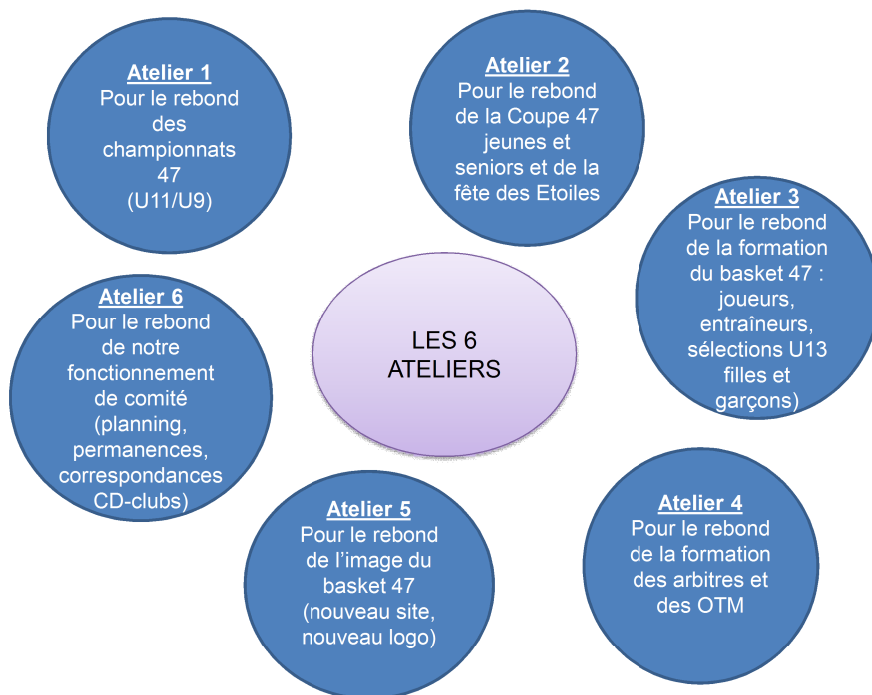 Atelier 1
Pour le rebond
des
championnats
47
(U11/U9)
Atelier 2
Pour le rebond
de la Coupe 47
jeunes et
seniors et de la
fête des Etoiles
Atelier 3
Pour le rebond
de la formation
du basket 47 :
joueurs,
entraîneurs,
sélections U13
filles et
garçons)
LES 6
ATELIERS
Atelier 6
Pour le rebond
de notre
fonctionnement
de comité
(planning,
permanences,
correspondances
CD-clubs)
Atelier 5
Pour le rebond
de l’image du
basket 47
(nouveau site,
nouveau logo)
Atelier 4
Pour le rebond
de la formation
des arbitres et
des OTM